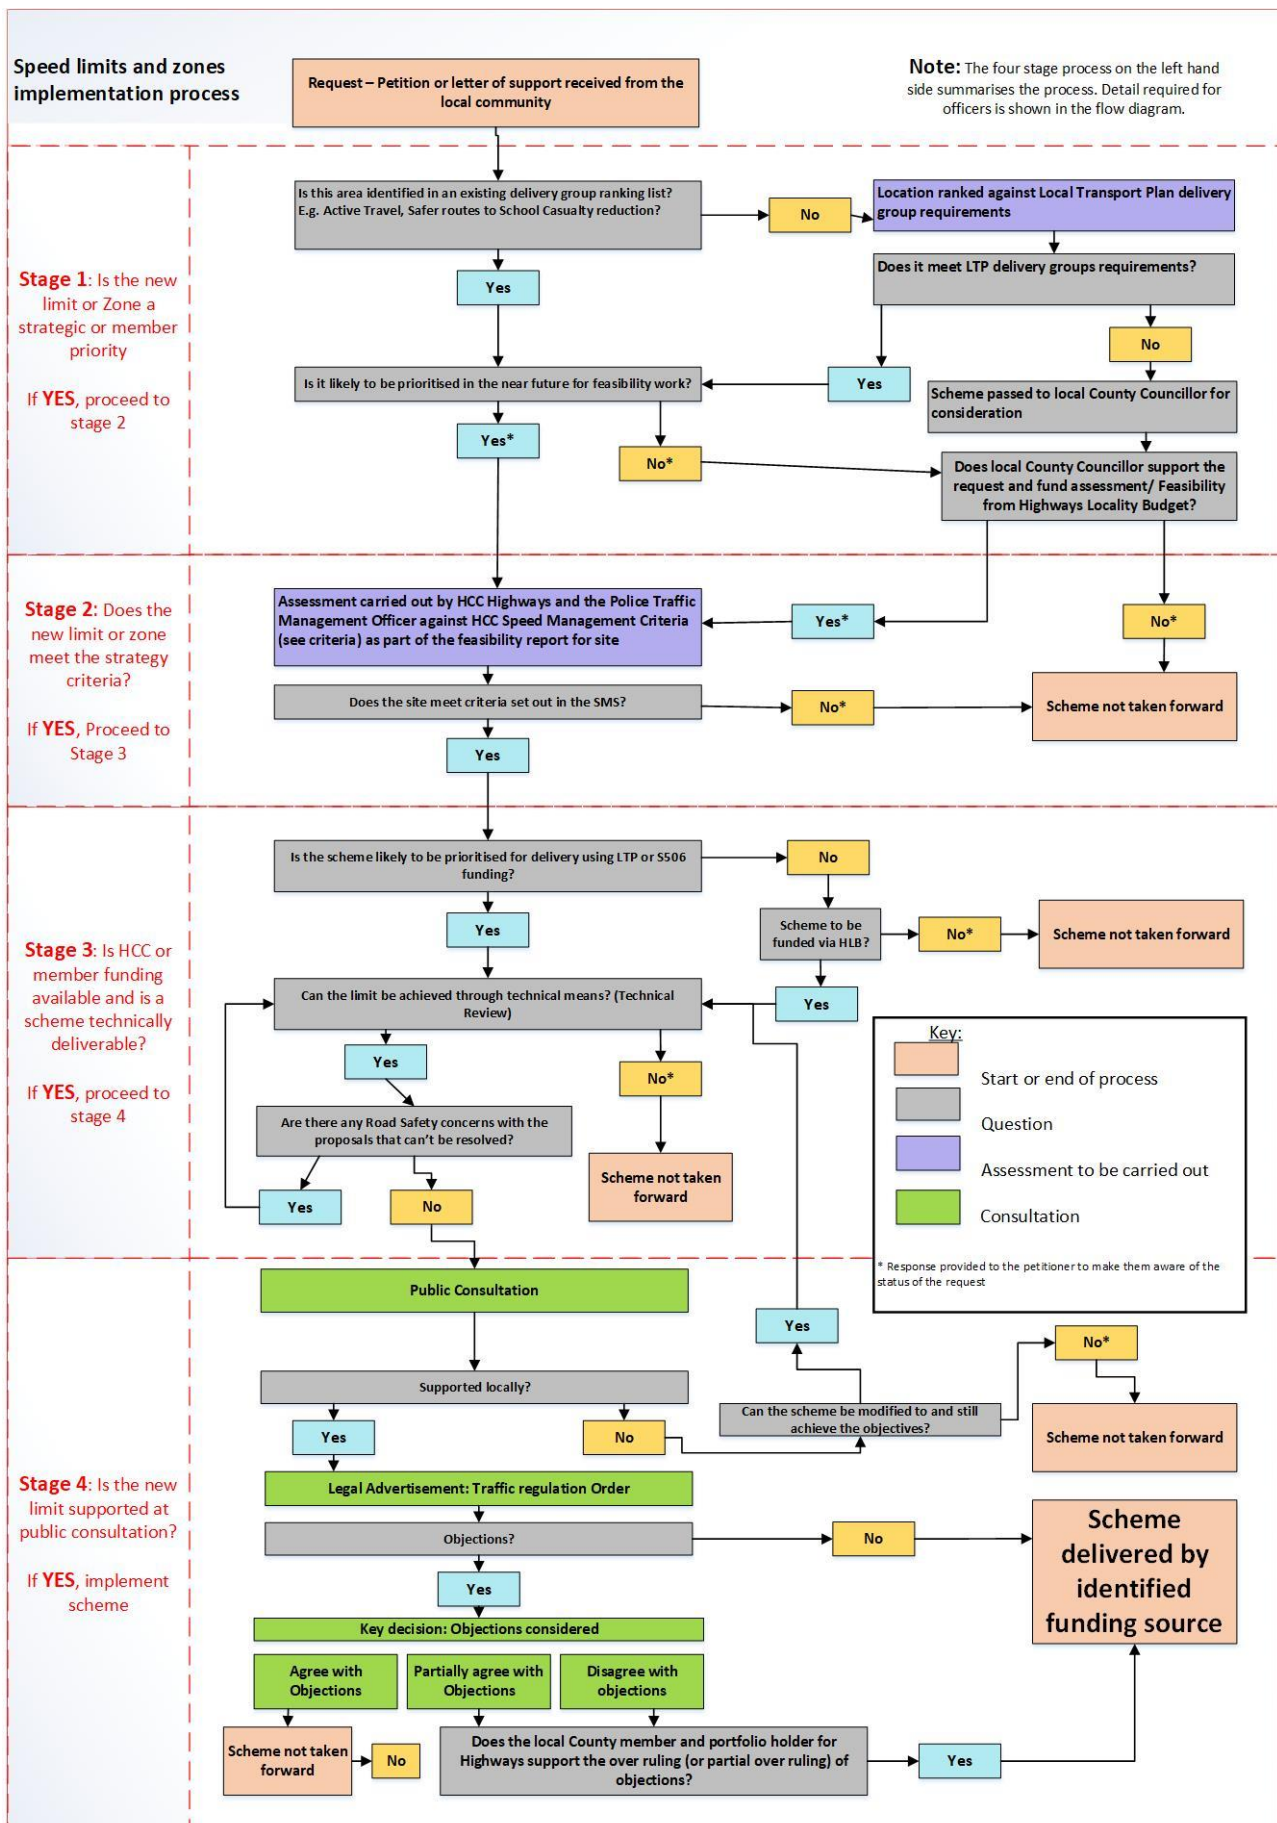 Speed limits and zones
implementation process
Request – Petition or letter of support received from the
local community
Note: The four stage process on the left hand
side summarises the process. Detail required for
officers is shown in the flow diagram.
Stage 1: Is the new
limit or Zone a
strategic or member
priority
If YES, proceed to
stage 2
Is this area identified in an existing delivery group ranking list?
E.g. Active Travel, Safer routes to School Casualty reduction?
No
Location ranked against Local Transport Plan delivery
group requirements
Does it meet LTP delivery groups requirements?
Yes
No
Is it likely to be prioritised in the near future for feasibility work?
Yes
Scheme passed to local County Councillor for
consideration
Yes*
No*
Does local County Councillor support the
request and fund assessment/ Feasibility
from Highways Locality Budget?
Stage 2: Does the
new limit or zone
meet the strategy
criteria?
If YES, Proceed to
Stage 3
Assessment carried out by HCC Highways and the Police Traffic
Management Officer against HCC Speed Management Criteria
(see criteria) as part of the feasibility report for site
Yes*
No*
Does the site meet criteria set out in the SMS?
No*
Scheme not taken forward
Yes
Stage 3: Is HCC or
member funding
available and is a
scheme technically
deliverable?
If YES, proceed to
stage 4
Is the scheme likely to be prioritised for delivery using LTP or S506
funding?
No
Yes
Scheme to be
funded via HLB?
No*
Scheme not taken forward
Can the limit be achieved through technical means? (Technical
Review)
Yes
Yes
No*
Are there any Road Safety concerns with the
proposals that can't be resolved?
Scheme not taken
forward
Yes
No
Key:
Start or end of process
Question
Assessment to be carried out
Consultation
* Response provided to the petitioner to make them aware of the
status of the request
Stage 4: Is the new
limit supported at
public consultation?
If YES, implement
scheme
Public Consultation
Yes
No*
Supported locally?
Can the scheme be modified to and still
achieve the objectives?
Scheme not taken forward
Yes
No
Legal Advertisement: Traffic regulation Order
Objections?
No
Scheme
delivered by
identified
funding source
Yes
Key decision: Objections considered
Agree with
Objections
Partially agree with
Objections
Disagree with
objections
Scheme not taken
forward
No
Does the local County member and portfolio holder for
Highways support the over ruling (or partial over ruling) of
objections?
Yes